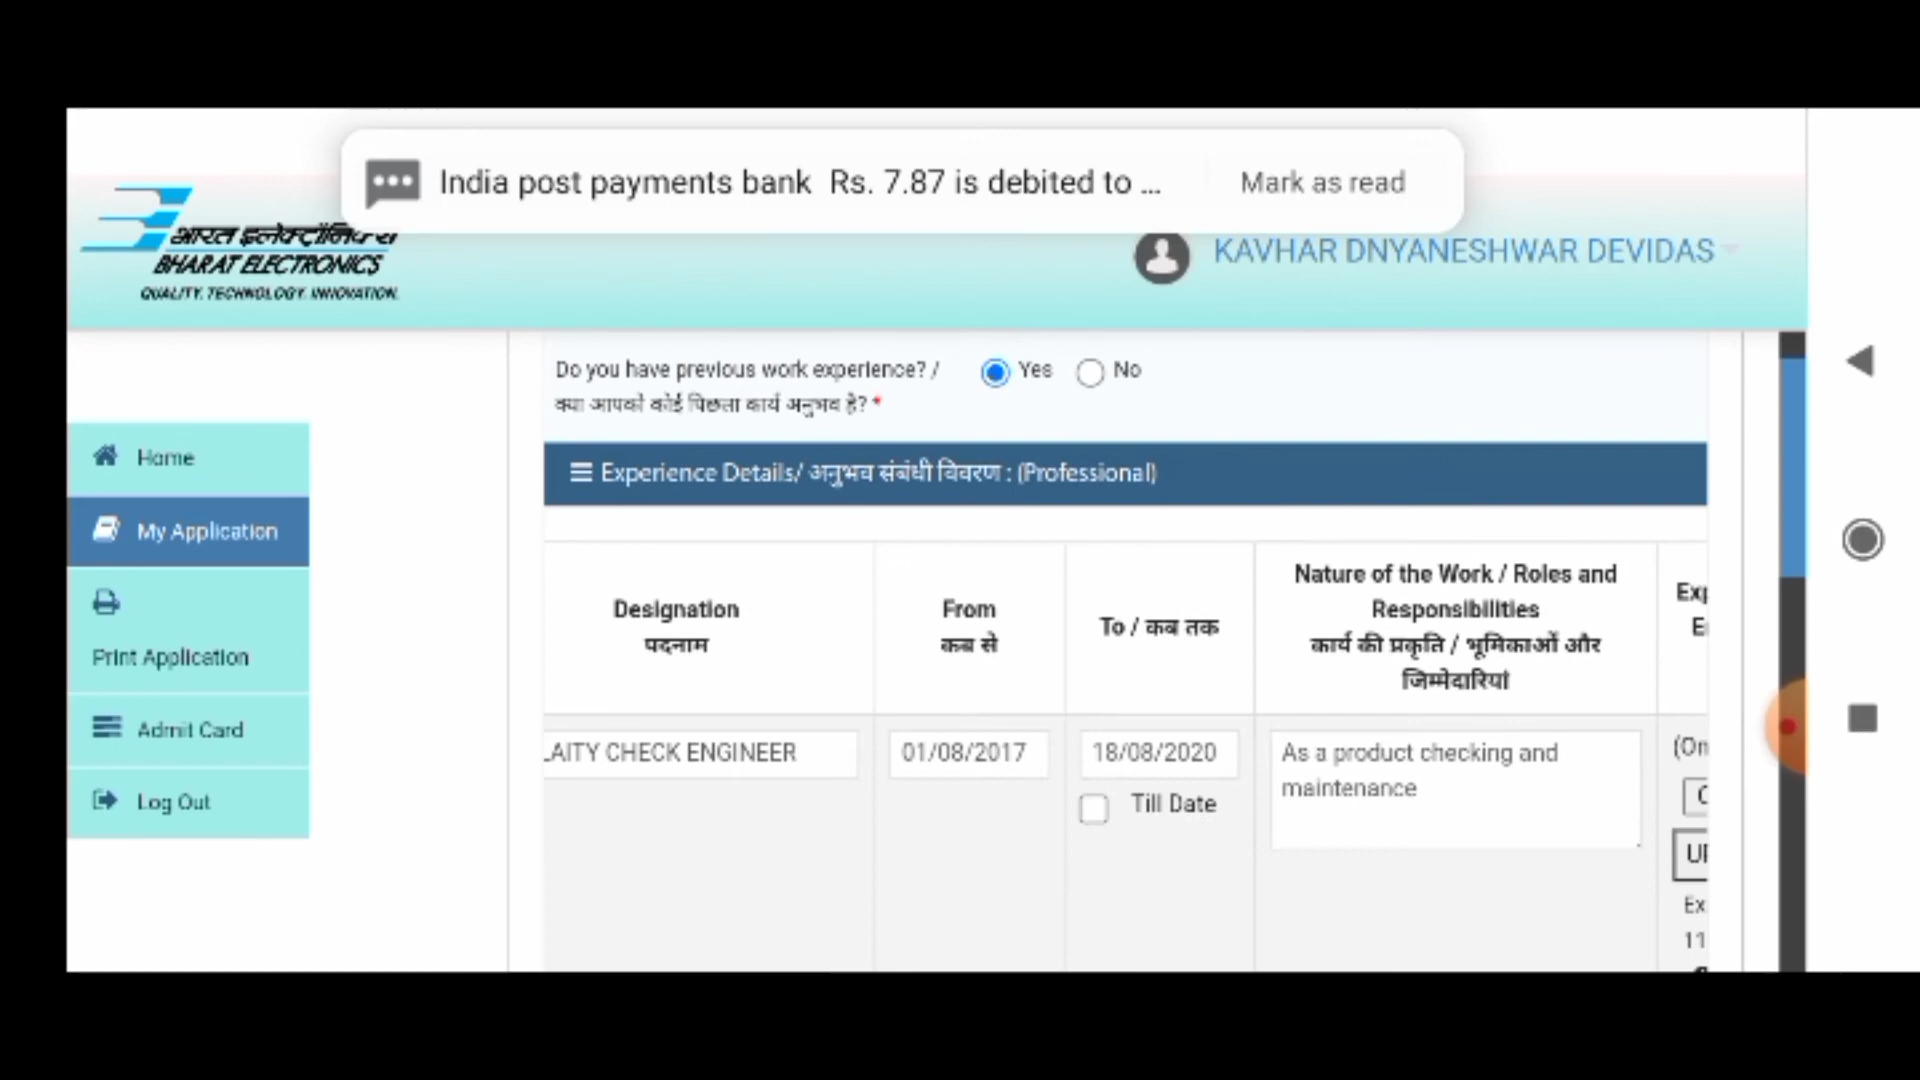 India post payments bank Rs. 7.87 is debited to ...
Mark as read
भारत इलेक्ट्रॉनिक्स
BHARAT ELECTRONICS
QUALITY. TECHNOLOGY. INNOVATION.
KAVHAR DNYANESHWAR DEVIDAS
Do you have previous work experience? /
क्या आपको कोई पिछला कार्य अनुभव है? *
Yes
No
Home
My Application
Print Application
Admit Card
Log Out
Experience Details/ अनुभव संबंधी विवरण : (Professional)
Designation
पदनाम
From
कब से
To / कब तक
Nature of the Work / Roles and
Responsibilities
कार्य की प्रकृति / भूमिकाओं और
जिम्मेदारियां
LAITY CHECK ENGINEER
01/08/2017
18/08/2020
Till Date
As a product checking and
maintenance